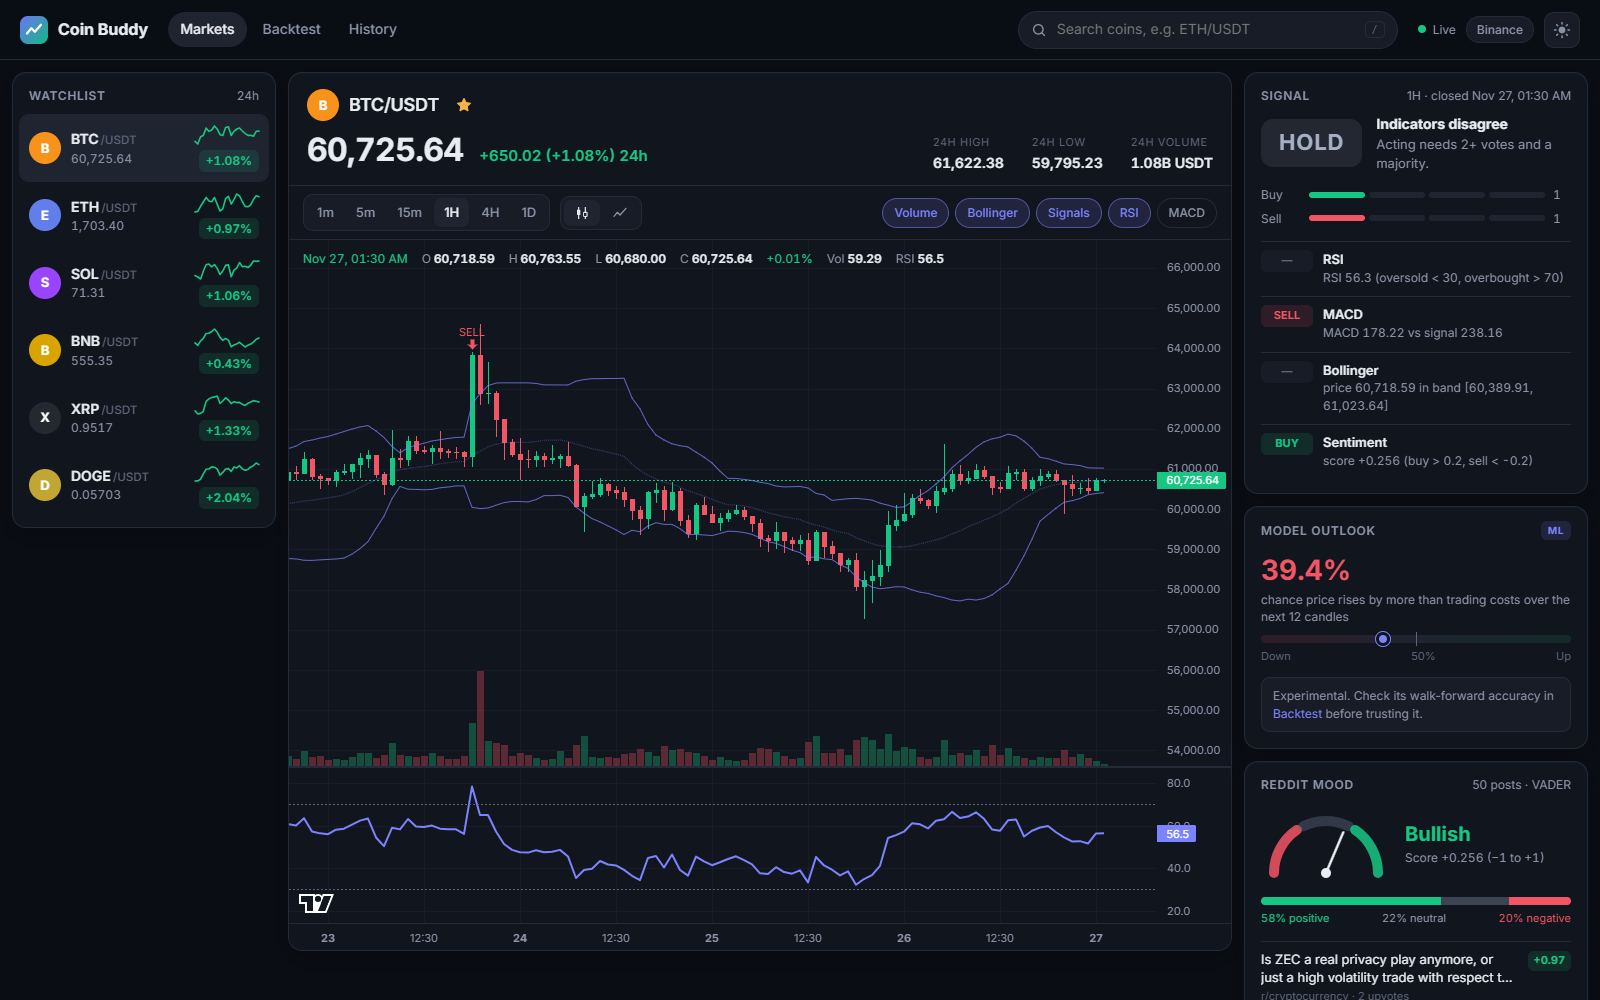 Coin Buddy
Markets
Backtest
History
Search coins, e.g. ETH/USDT
/
Live
Binance
WATCHLIST
24h
B
BTC /USDT
60,725.64
+1.08%
E
ETH /USDT
1,703.40
+0.97%
S
SOL /USDT
71.31
+1.06%
B
BNB /USDT
555.35
+0.43%
X
XRP /USDT
0.9517
+1.33%
D
DOGE /USDT
0.05703
+2.04%
B
BTC/USDT
60,725.64
+650.02 (+1.08%) 24h
24H HIGH
61,622.38
24H LOW
59,795.23
24H VOLUME
1.08B USDT
1m
5m
15m
1H
4H
1D
Volume
Bollinger
Signals
RSI
MACD
Nov 27, 01:30 AM O 60,718.59 H 60,763.55 L 60,680.00 C 60,725.64 +0.01% Vol 59.29 RSI 56.5
SELL
66,000.00
65,000.00
64,000.00
63,000.00
62,000.00
61,000.00
60,725.64
60,000.00
59,000.00
58,000.00
57,000.00
56,000.00
55,000.00
54,000.00
80.0
56.5
40.0
20.0
23
12:30
24
12:30
25
12:30
26
12:30
27
SIGNAL
1H · closed Nov 27, 01:30 AM
HOLD
Indicators disagree
Acting needs 2+ votes and a
majority.
Buy
1
Sell
1
—
RSI
RSI 56.3 (oversold < 30, overbought > 70)
SELL
MACD
MACD 178.22 vs signal 238.16
—
Bollinger
price 60,718.59 in band [60,389.91,
61,023.64]
BUY
Sentiment
score +0.256 (buy > 0.2, sell < -0.2)
MODEL OUTLOOK
ML
39.4%
chance price rises by more than trading costs over the
next 12 candles
Down
50%
Up
Experimental. Check its walk-forward accuracy in
Backtest before trusting it.
REDDIT MOOD
50 posts · VADER
Bullish
Score +0.256 (−1 to +1)
58% positive
22% neutral
20% negative
Is ZEC a real privacy play anymore, or
just a high volatility trade with respect t...
+0.97
r/cryptocurrency · 2 upvotes